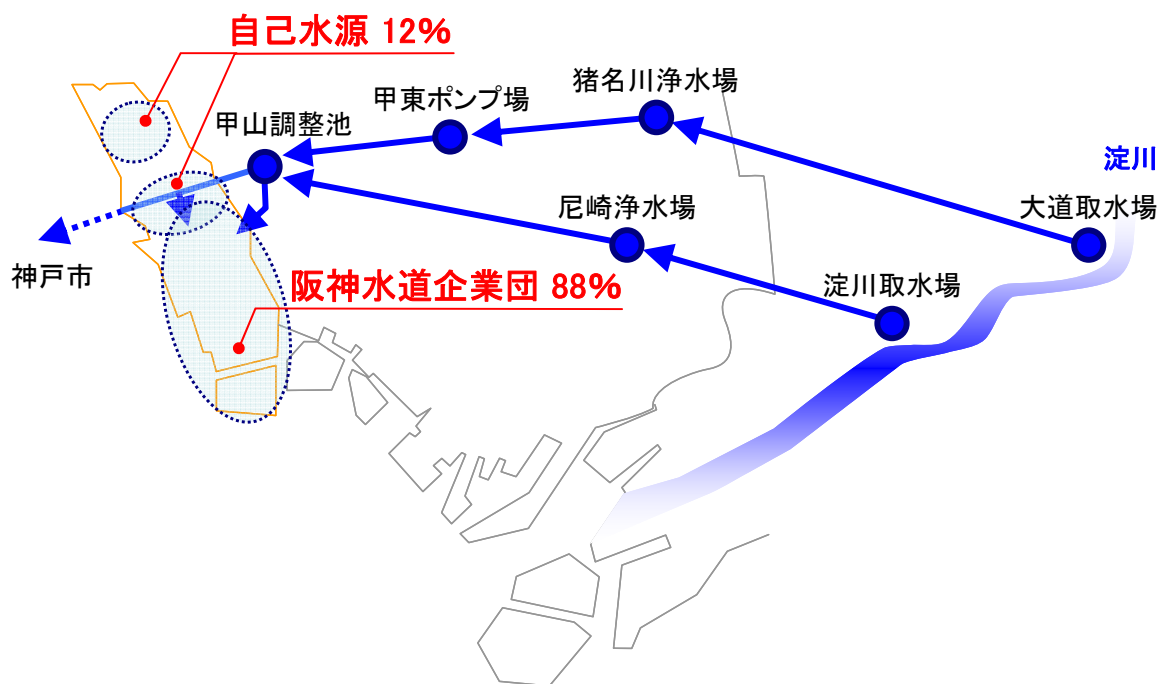 自己水源 12%
猪名川浄水場
甲東ポンプ場
甲山調整池
淀川
大道取水場
尼崎浄水場
神戸市
阪神水道企業団 88%
淀川取水場